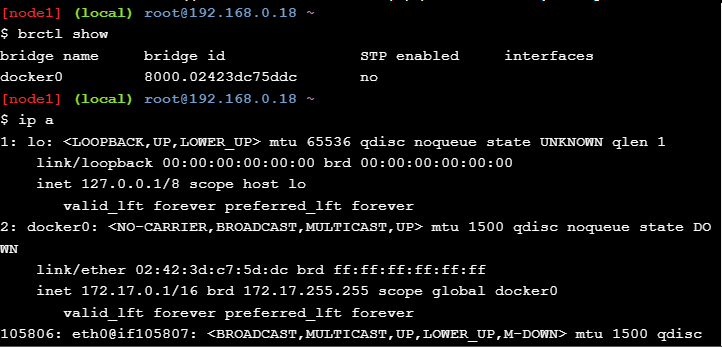 [node1] (local) root@192.168.0.18 ~
$ brctl show
bridge name     bridge id               STP enabled     interfaces
docker0         8000.02423dc75ddc       no
[node1] (local) root@192.168.0.18 ~
$ ip a
1: lo: <LOOPBACK,UP,LOWER_UP> mtu 65536 qdisc noqueue state UNKNOWN qlen 1
    link/loopback 00:00:00:00:00:00 brd 00:00:00:00:00:00
    inet 127.0.0.1/8 scope host lo
       valid_lft forever preferred_lft forever
2: docker0: <NO-CARRIER,BROADCAST,MULTICAST,UP> mtu 1500 qdisc noqueue state DO
WN
    link/ether 02:42:3d:c7:5d:dc brd ff:ff:ff:ff:ff:ff
    inet 172.17.0.1/16 brd 172.17.255.255 scope global docker0
       valid_lft forever preferred_lft forever
105806: eth0@if105807: <BROADCAST,MULTICAST,UP,LOWER_UP,M-DOWN> mtu 1500 qdisc